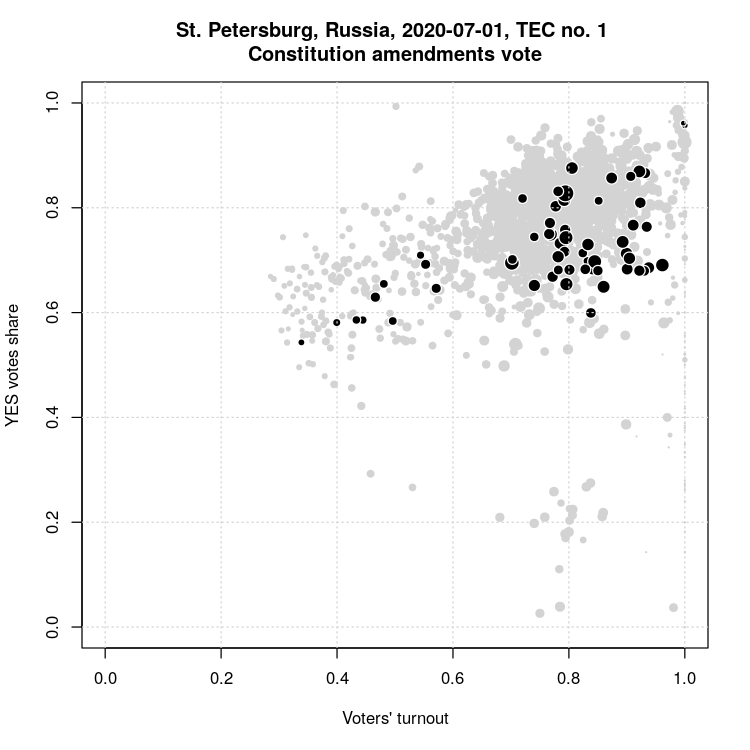 St. Petersburg, Russia, 2020-07-01, TEC no. 1
Constitution amendments vote
YES votes share
1.0
0.8
0.6
0.4
0.2
0.0
0.0 0.2 0.4 0.6 0.8 1.0
Voters' turnout